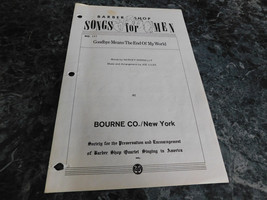 BARBER SHOP
SONGS for MEN
Goodbye Means The End Of My World
BOURNE CO./New York
Society for the Preservation and Encouragement
of Barber Shop Quartet Singing in America